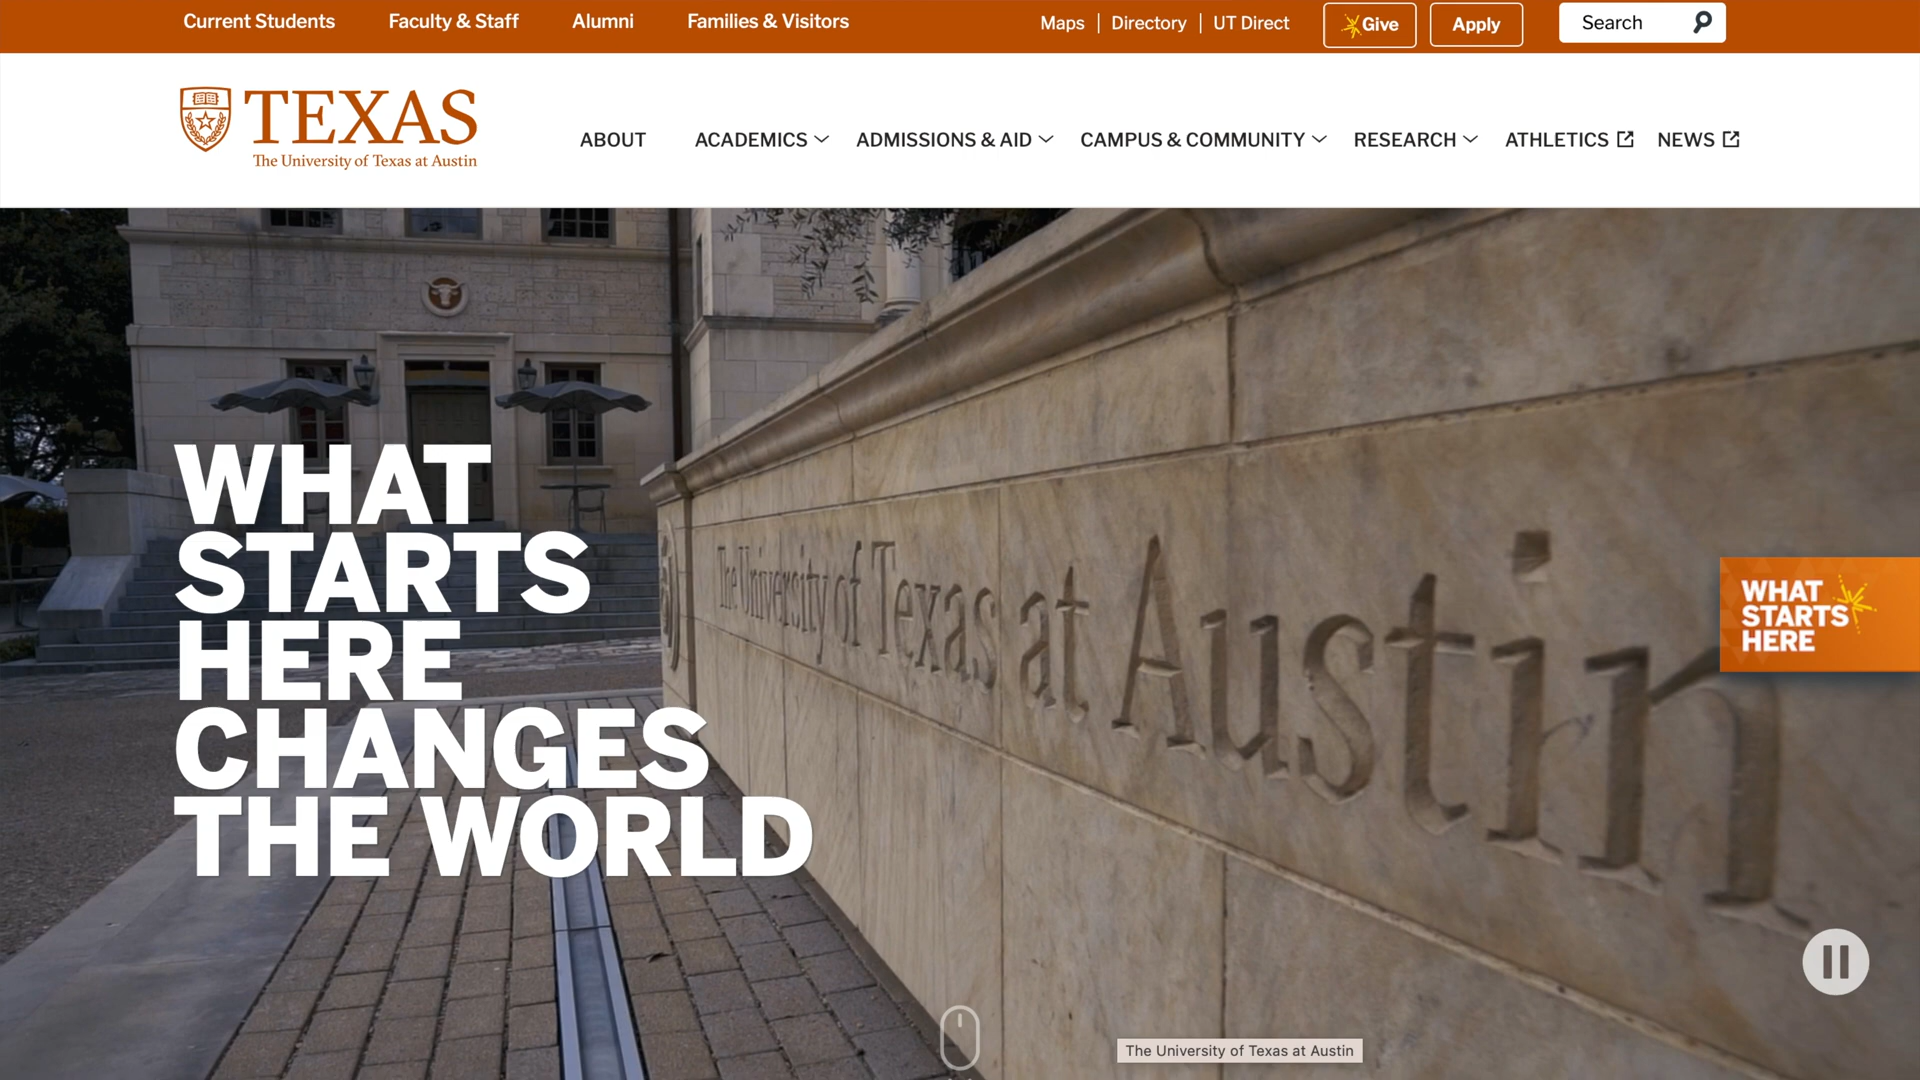 Current Students
Faculty & Staff
Alumni
Families & Visitors
Maps
Directory
UT Direct
Give
Apply
Search
TEXAS
The University of Texas at Austin
ABOUT
ACADEMICS
ADMISSIONS & AID
CAMPUS & COMMUNITY
RESEARCH
ATHLETICS
NEWS
WHAT
STARTS
HERE
CHANGES
THE WORLD
The University of Texas at Austin
WHAT
STARTS
HERE
The University of Texas at Austin